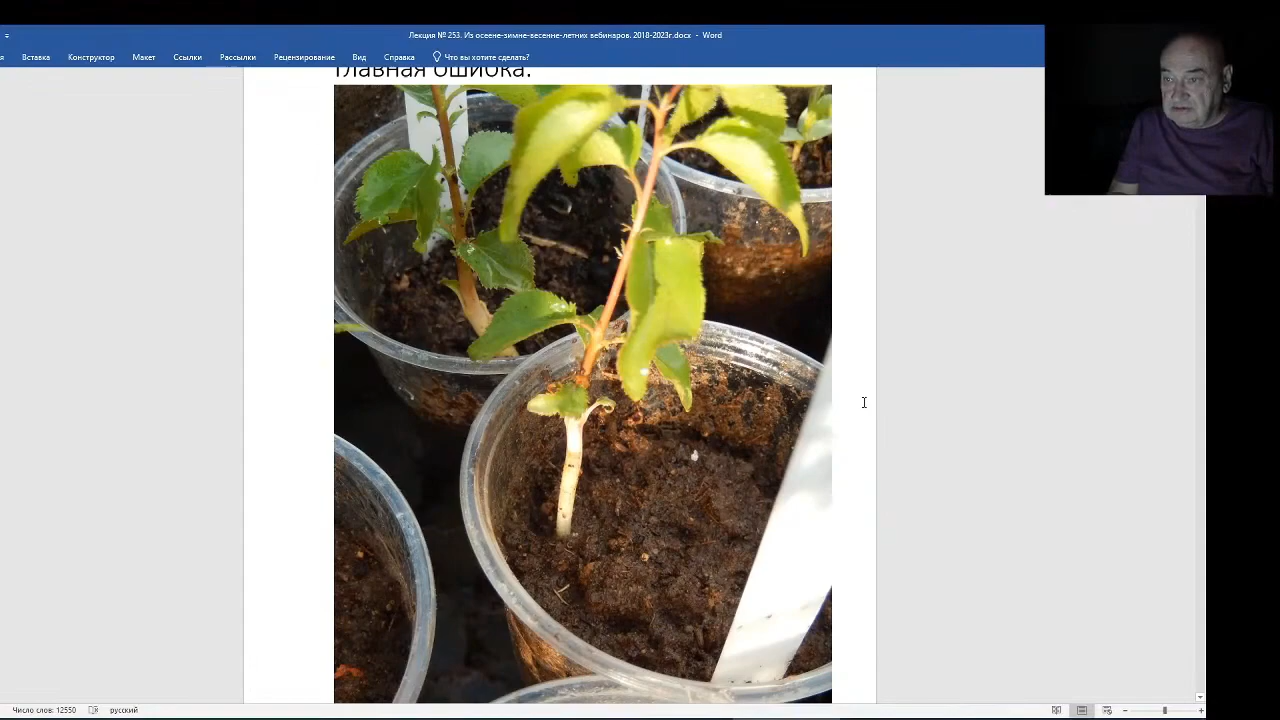 Лекция № 253. Из осеене-зимне-весенне-летних вебинаров. 2018-2023г.docx - Word
Вставка Конструктор Макет Ссылки Рассылки Рецензирование Вид Справка Что вы хотите сделать?
главная ошибка.
Число слов: 12550 русский